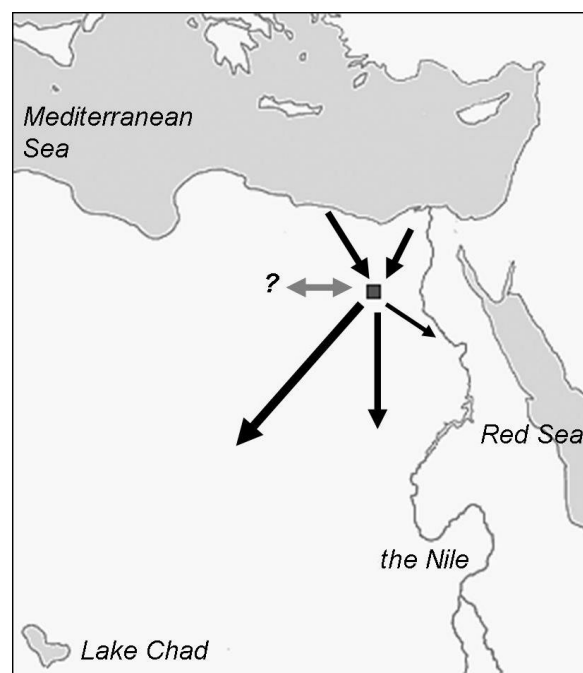 Mediterranean
Sea
?
Red Sea
the Nile
Lake Chad